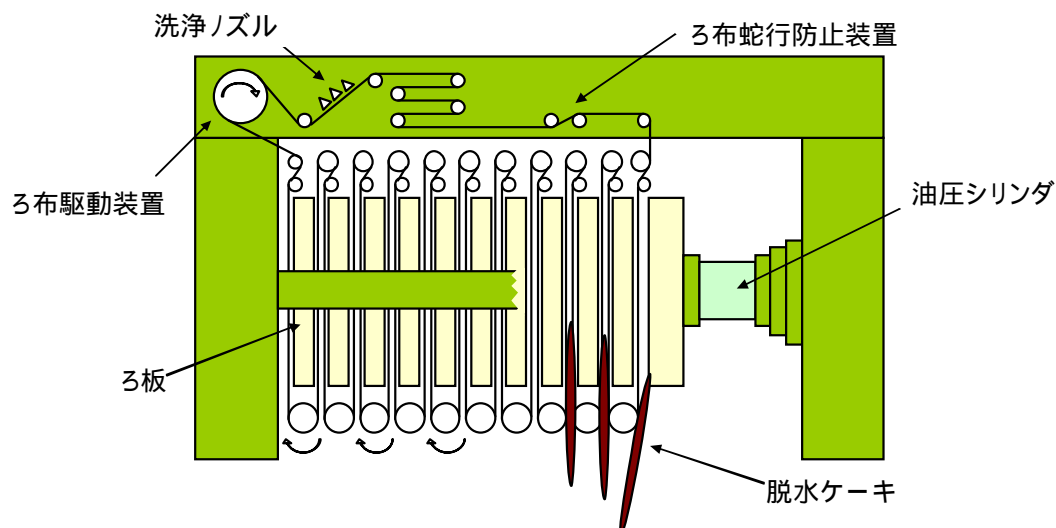 洗浄ノズル
ろ布蛇行防止装置
ろ布駆動装置
油圧シリンダ
ろ板
脱水ケーキ